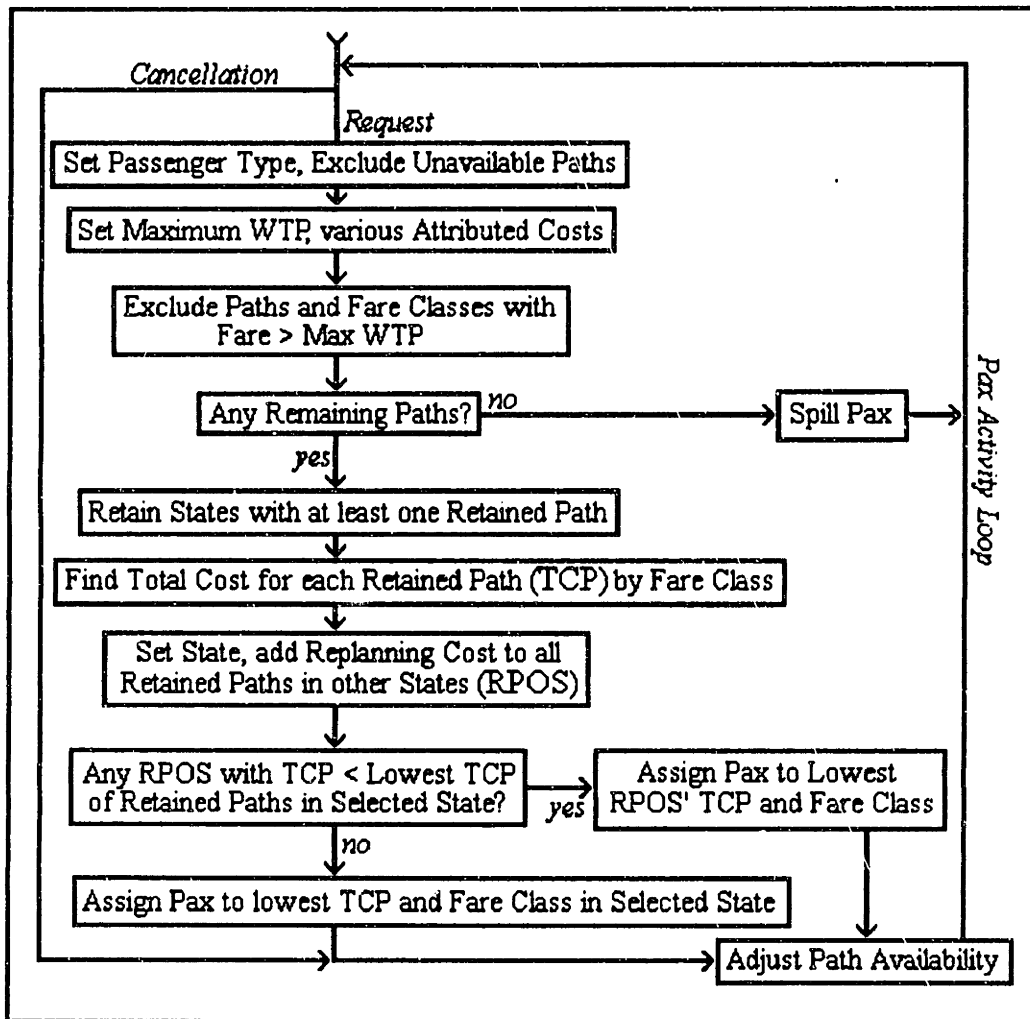 Cancellation
Request
Set Passenger Type, Exclude Unavailable Paths
Set Maximum WTP, various Attributed Costs
Exclude Paths and Fare Classes with
Fare > Max WTP
Any Remaining Paths?
no
Spill Pax
yes
Pax Activity Loop
Retain States with at least one Retained Path
Find Total Cost for each Retained Path (TCP) by Fare Class
Set State, add Replanning Cost to all
Retained Paths in other States (RPOS)
Any RPOS with TCP < Lowest TCP
of Retained Paths in Selected State?
yes
Assign Pax to Lowest
RPOS' TCP and Fare Class
no
Assign Pax to lowest TCP and Fare Class in Selected State
Adjust Path Availability